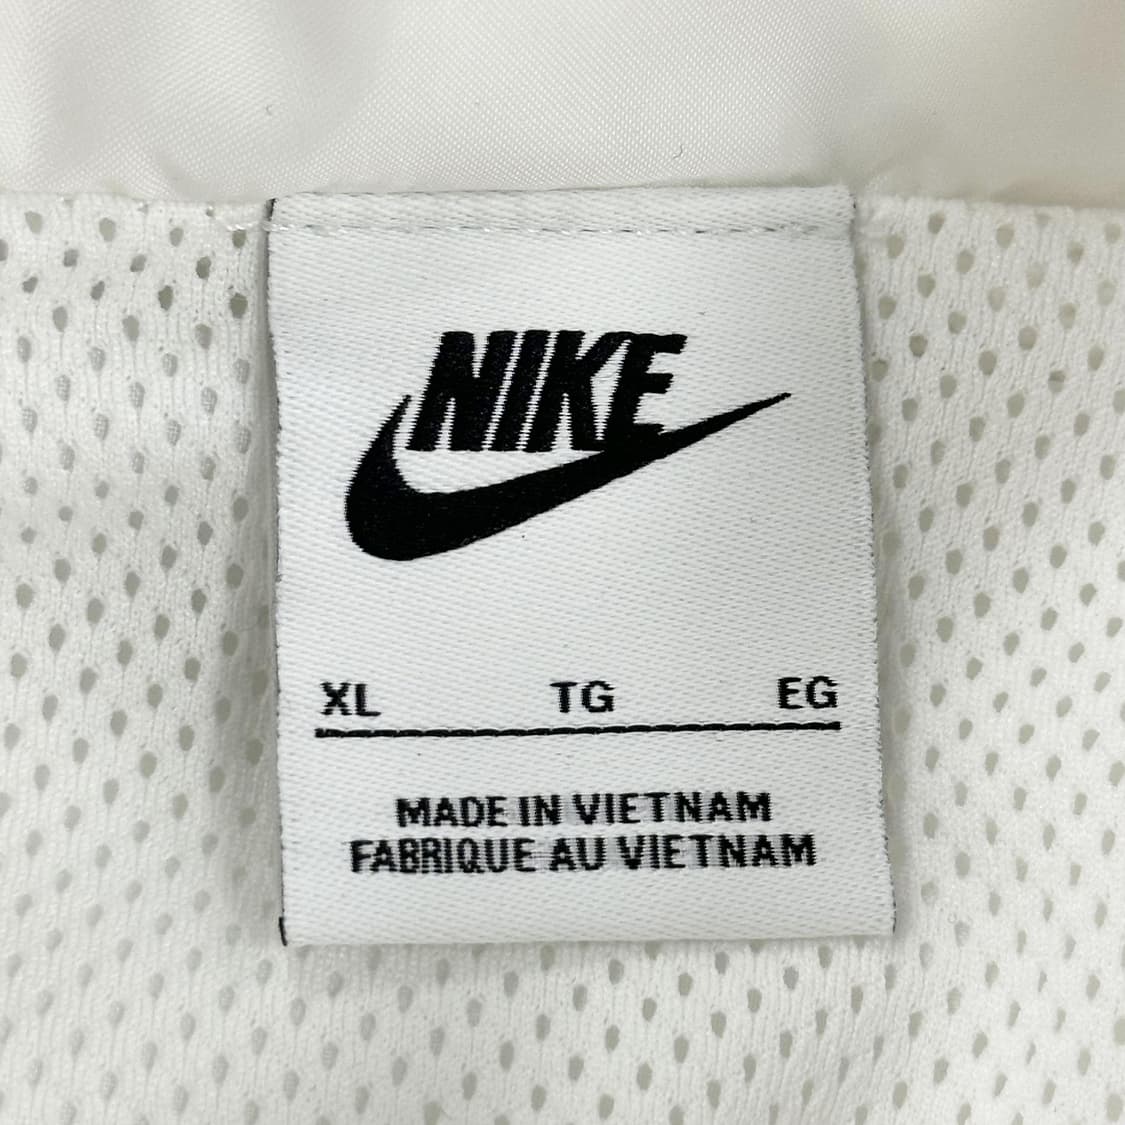 NIKE
XL TG EG
MADE IN VIETNAM
FABRIQUE AU VIETNAM